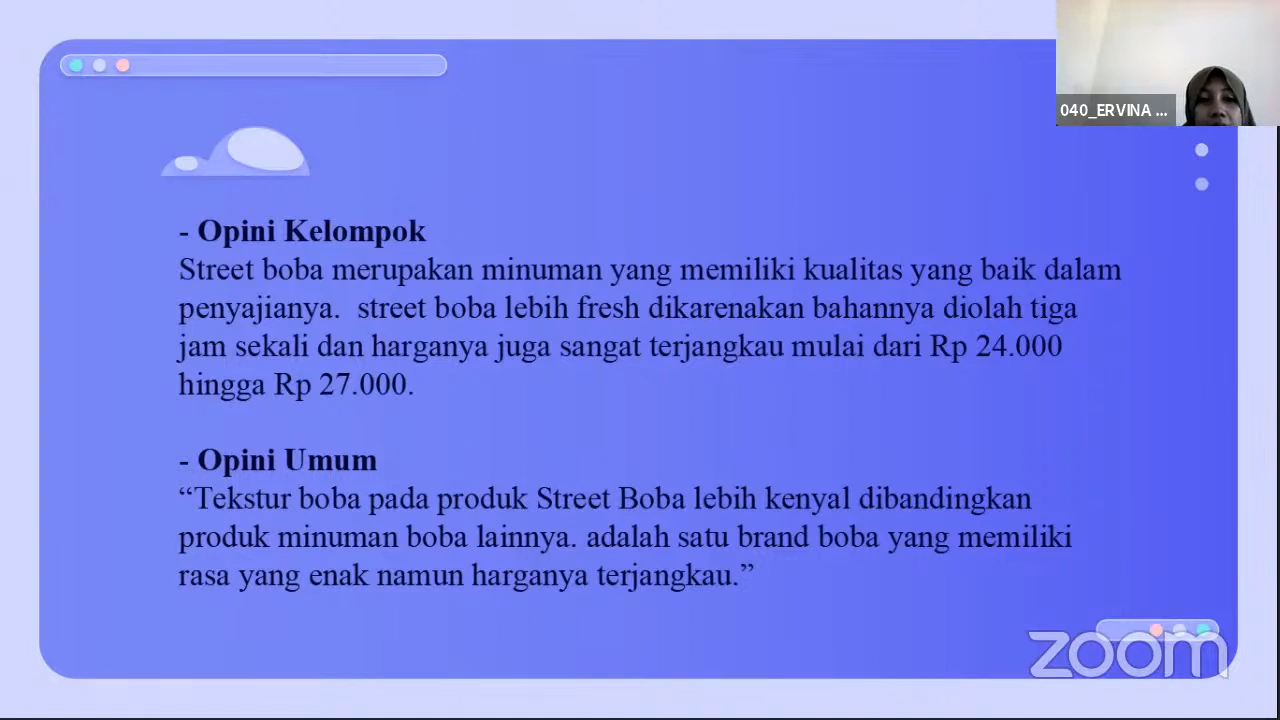 040_ERVINA ...
- Opini Kelompok
Street boba merupakan minuman yang memiliki kualitas yang baik dalam
penyajianya.  street boba lebih fresh dikarenakan bahannya diolah tiga
jam sekali dan harganya juga sangat terjangkau mulai dari Rp 24.000
hingga Rp 27.000.
- Opini Umum
“Tekstur boba pada produk Street Boba lebih kenyal dibandingkan
produk minuman boba lainnya. adalah satu brand boba yang memiliki
rasa yang enak namun harganya terjangkau.”
zoom